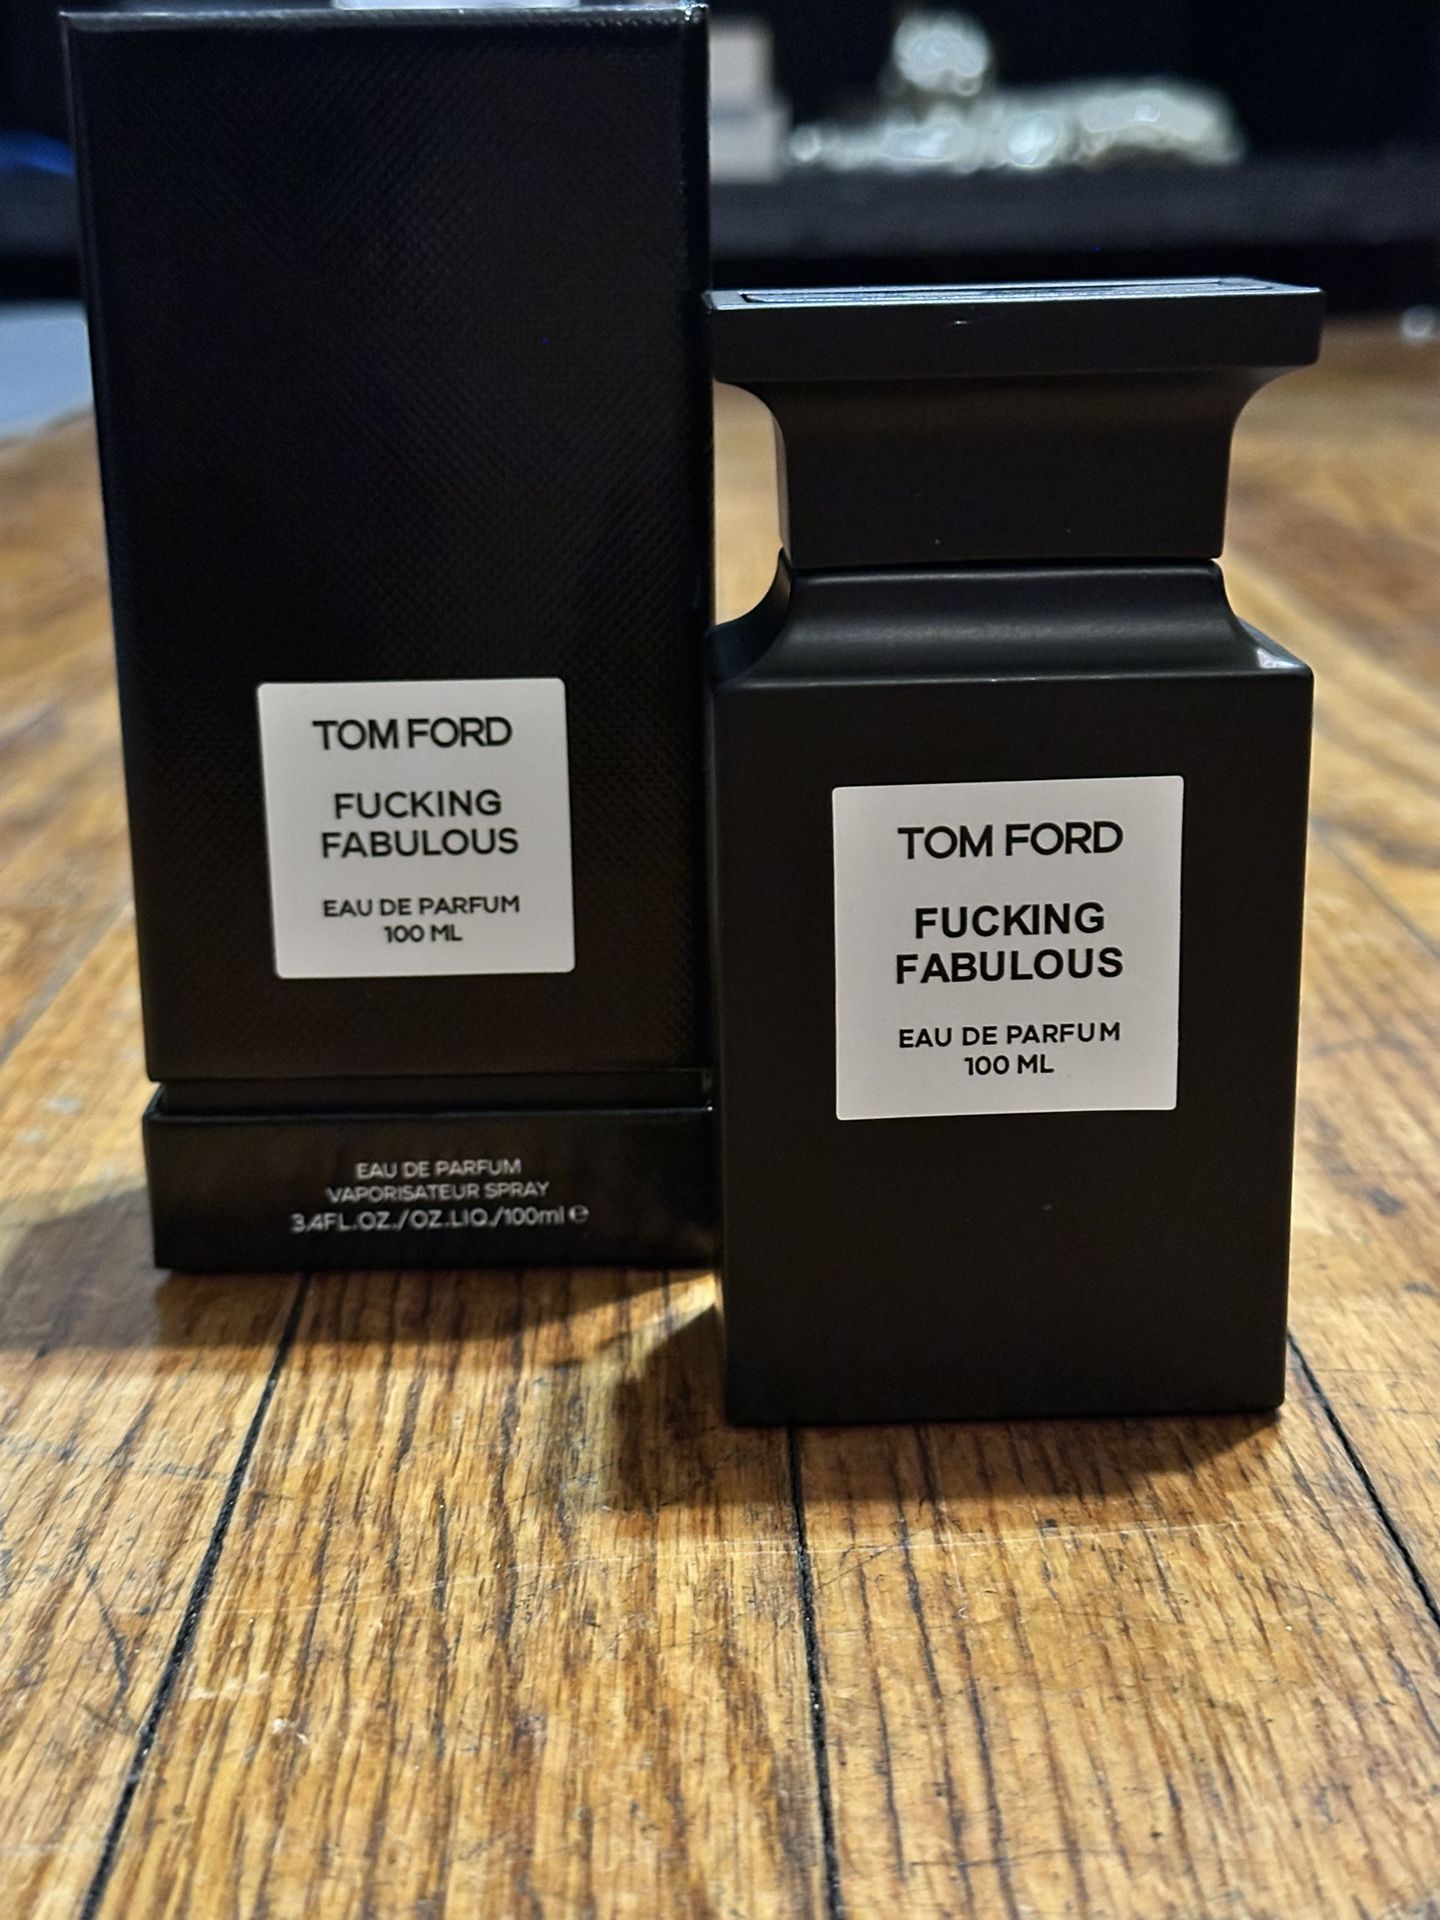 TOM FORD
FUCKING
FABULOUS
EAU DE PARFUM
100 ML
EAU DE PARFUM
VAPORISATEUR SPRAY
3.4FL.OZ./OZ.LIQ./100ml ℮
TOM FORD
FUCKING
FABULOUS
EAU DE PARFUM
100 ML